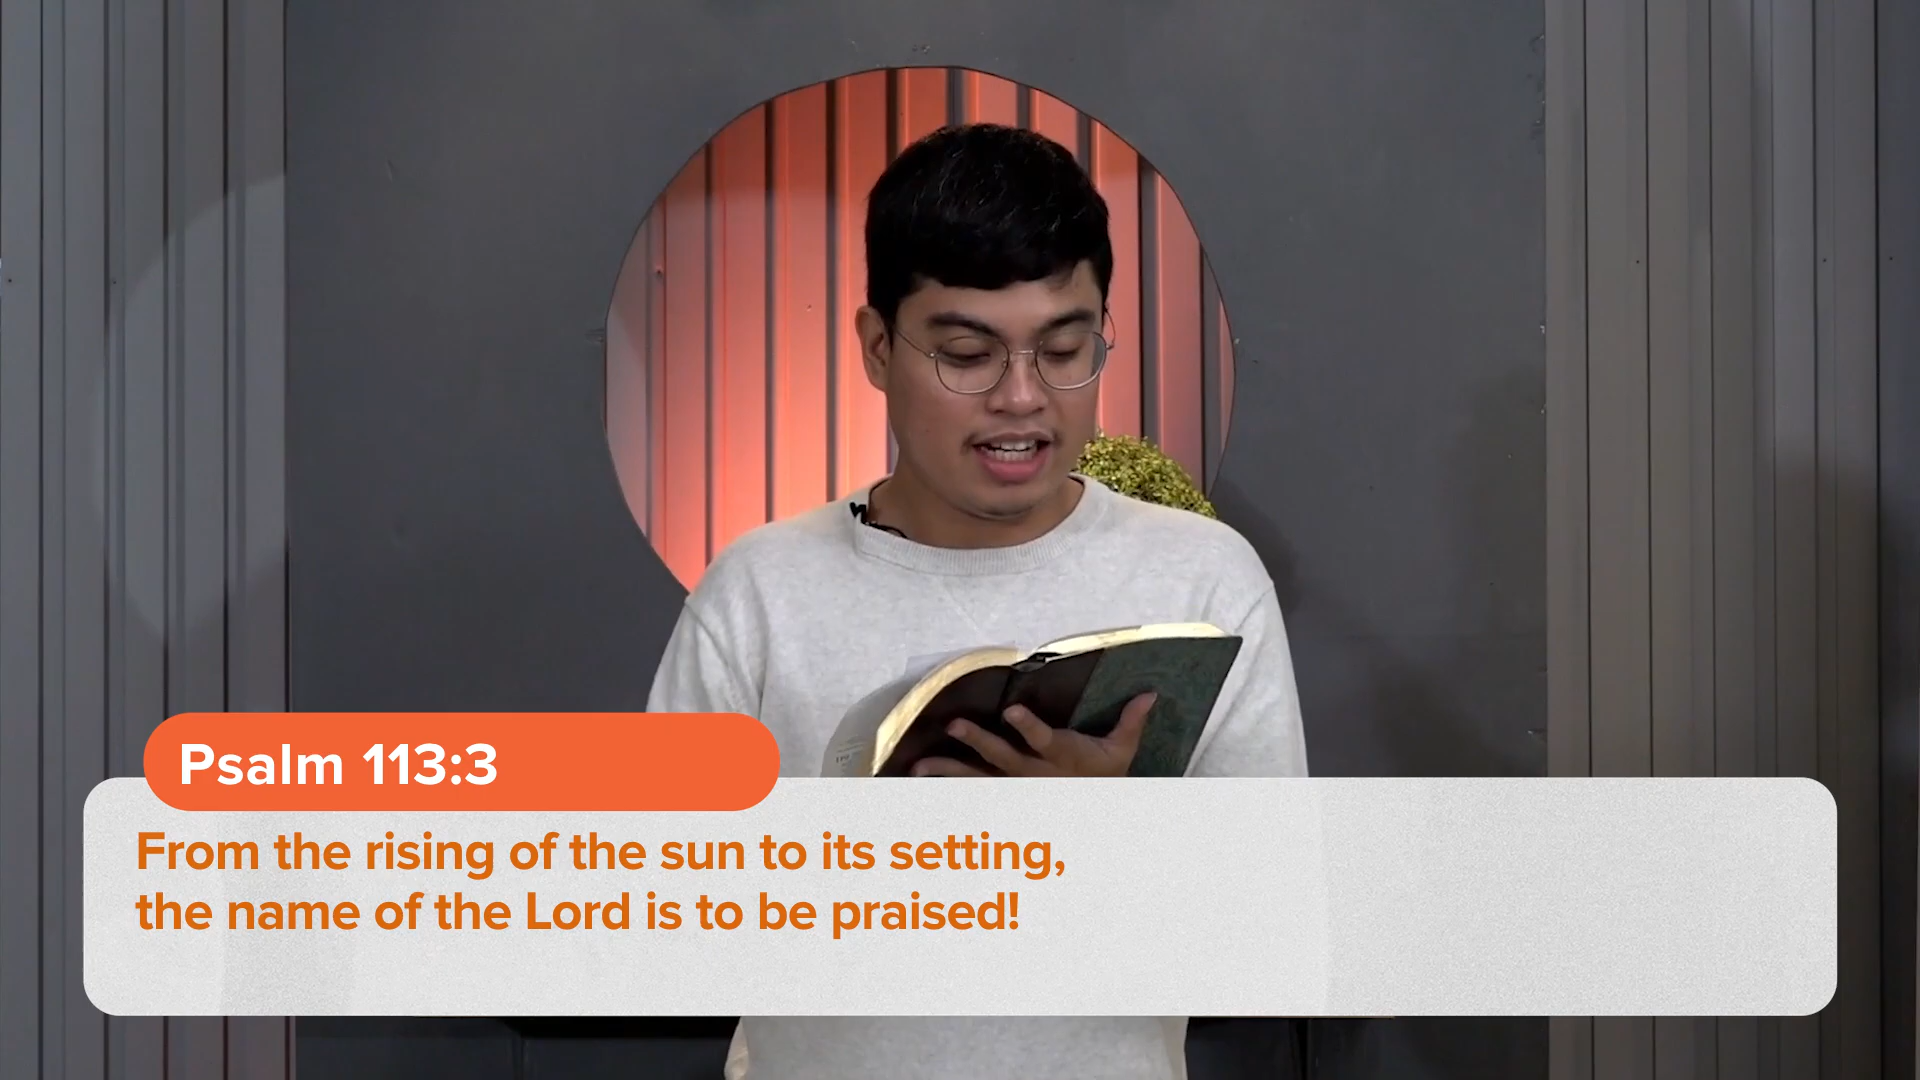 Psalm 113:3
From the rising of the sun to its setting,
the name of the Lord is to be praised!